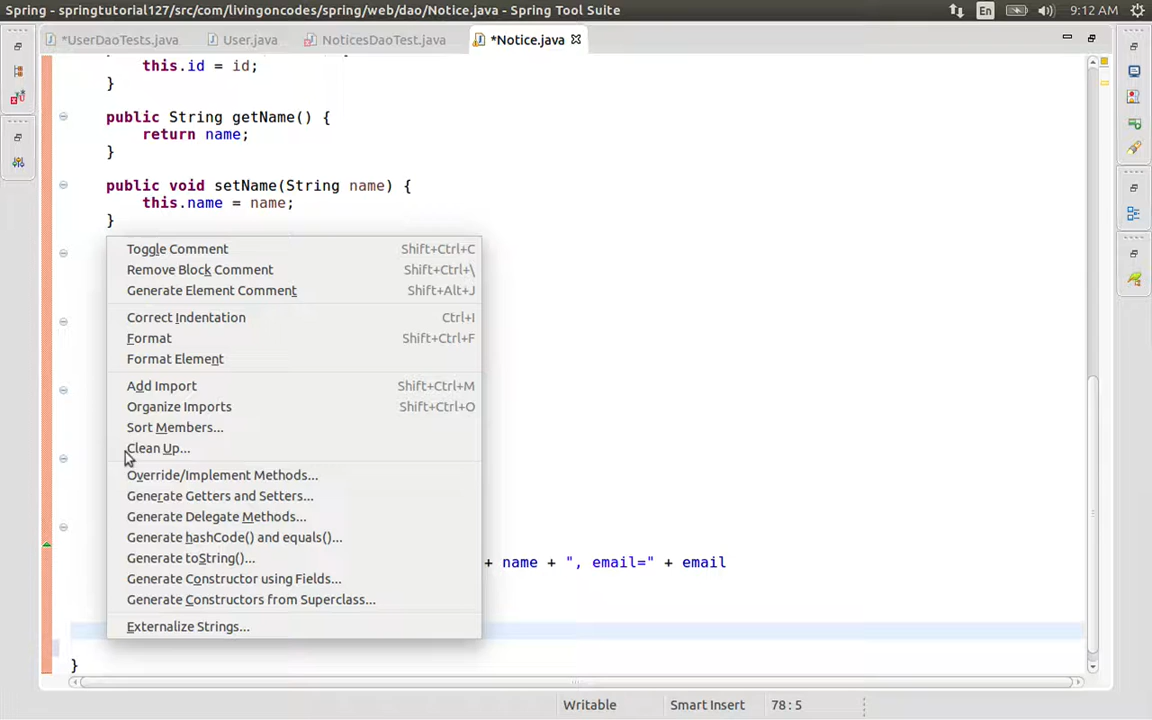 Spring - springtutorial127/src/com/livingoncodes/spring/web/dao/Notice.java - Spring Tool Suite
En
9:12 AM
*UserDaoTests.java
User.java
NoticesDaoTest.java
*Notice.java
this.id = id;
}
public String getName() {
return name;
}
public void setName(String name) {
this.name = name;
}
Toggle Comment Shift+Ctrl+C
Remove Block Comment Shift+Ctrl+\
Generate Element Comment Shift+Alt+J
Correct Indentation Ctrl+I
Format Shift+Ctrl+F
Format Element
Add Import Shift+Ctrl+M
Organize Imports Shift+Ctrl+O
Sort Members...
Clean Up...
Override/Implement Methods...
Generate Getters and Setters...
Generate Delegate Methods...
Generate hashCode() and equals()...
Generate toString()...
Generate Constructor using Fields...
Generate Constructors from Superclass...
Externalize Strings...
+ name + ", email=" + email
}
Writable
Smart Insert
78 : 5